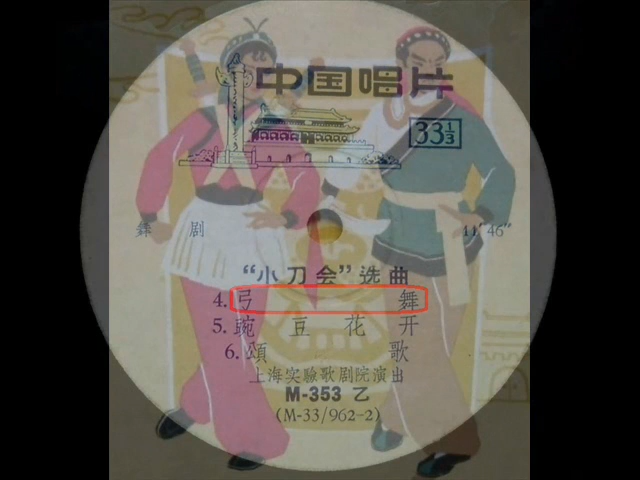 中国唱片
33⅓
舞剧 11′46″
“小刀会”选曲
4. 弓舞
5. 豌豆花开
6. 頌歌
上海实驗歌剧院演出
M-353 乙
(M-33/962-2)